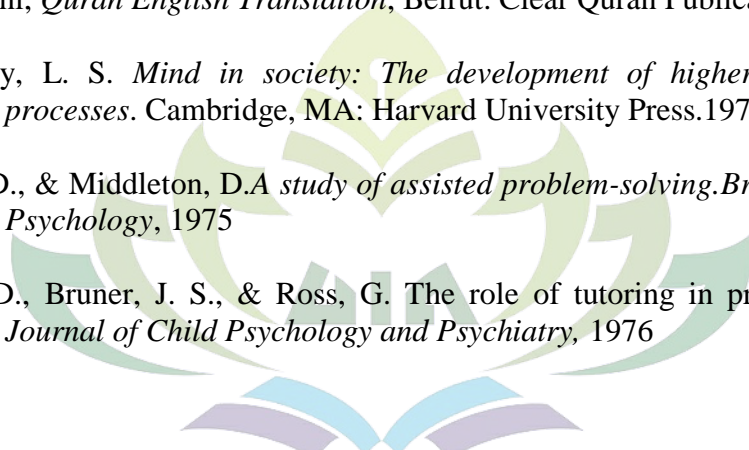 Quran English Translation, Beirut: Clear Quran Publica
y, L. S. Mind in society: The development of higher
processes. Cambridge, MA: Harvard University Press.197
D., & Middleton, D.A study of assisted problem-solving.Br
Psychology, 1975
D., Bruner, J. S., & Ross, G. The role of tutoring in pr
Journal of Child Psychology and Psychiatry, 1976